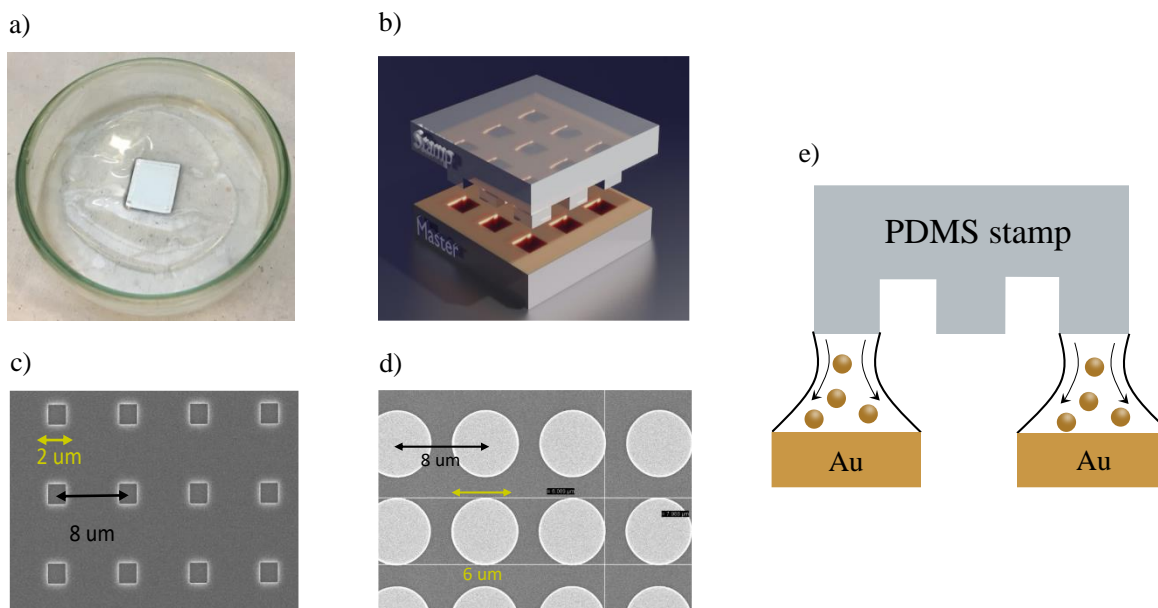 a)
b)
Stamp
Master
e)
PDMS stamp
Au
Au
c)
2 um
8 um
d)
8 um
6 um